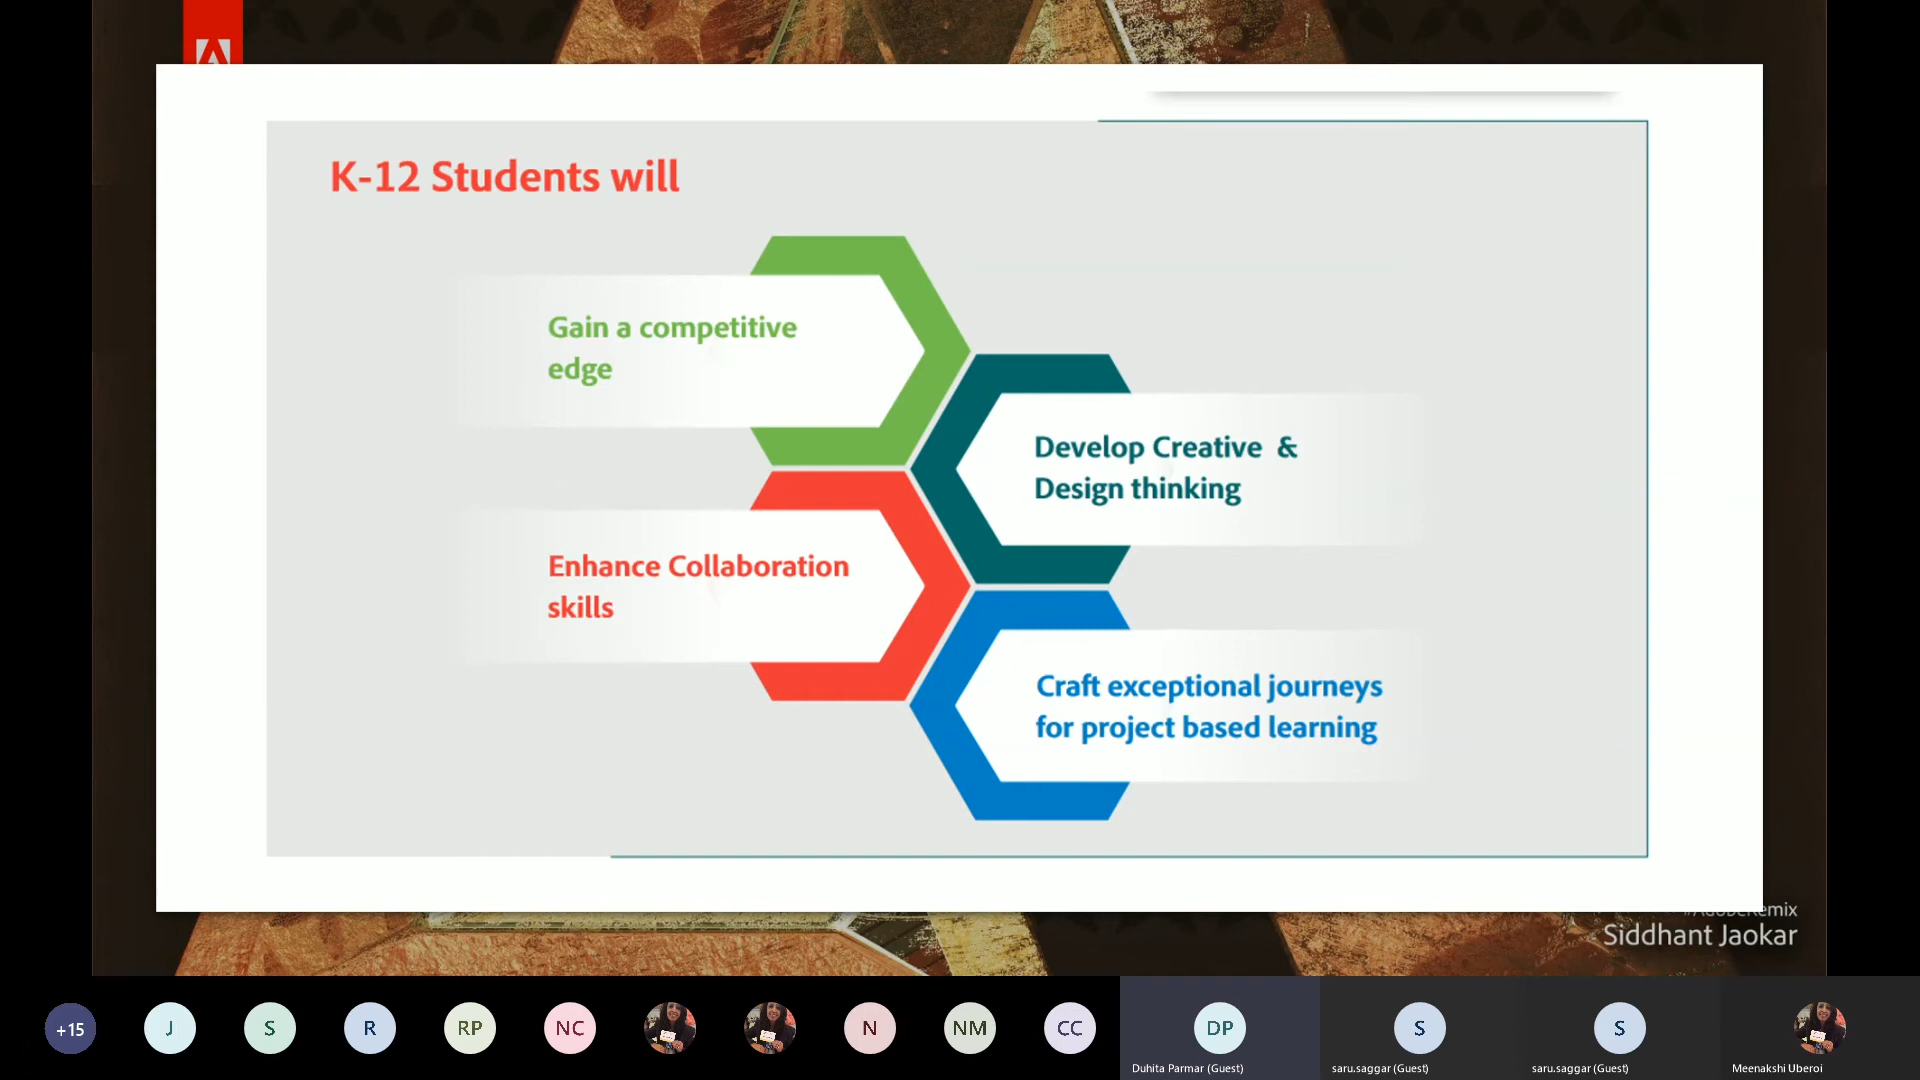 K-12 Students will
Gain a competitive
edge
Develop Creative &
Design thinking
Enhance Collaboration
skills
Craft exceptional journeys
for project based learning
#AdobeRemix
Siddhant Jaokar
+15
J
S
R
RP
NC
N
NM
CC
DP
S
S
Duhita Parmar (Guest)
saru.saggar (Guest)
saru.saggar (Guest)
Meenakshi Uberoi